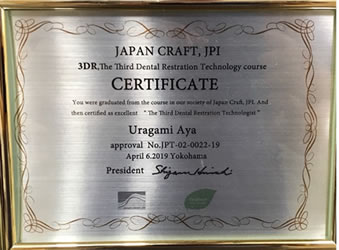 JAPAN CRAFT, JPI
3DR,The Third Dental Restration Technology course
CERTIFICATE
You were graduated from the course in our society of Japan Craft, JPI. And
then certified as excellent " The Third Dental Restration Technologist "
Uragami Aya
approval No.JPT-02-0022-19
April 6.2019 Yokohama
President